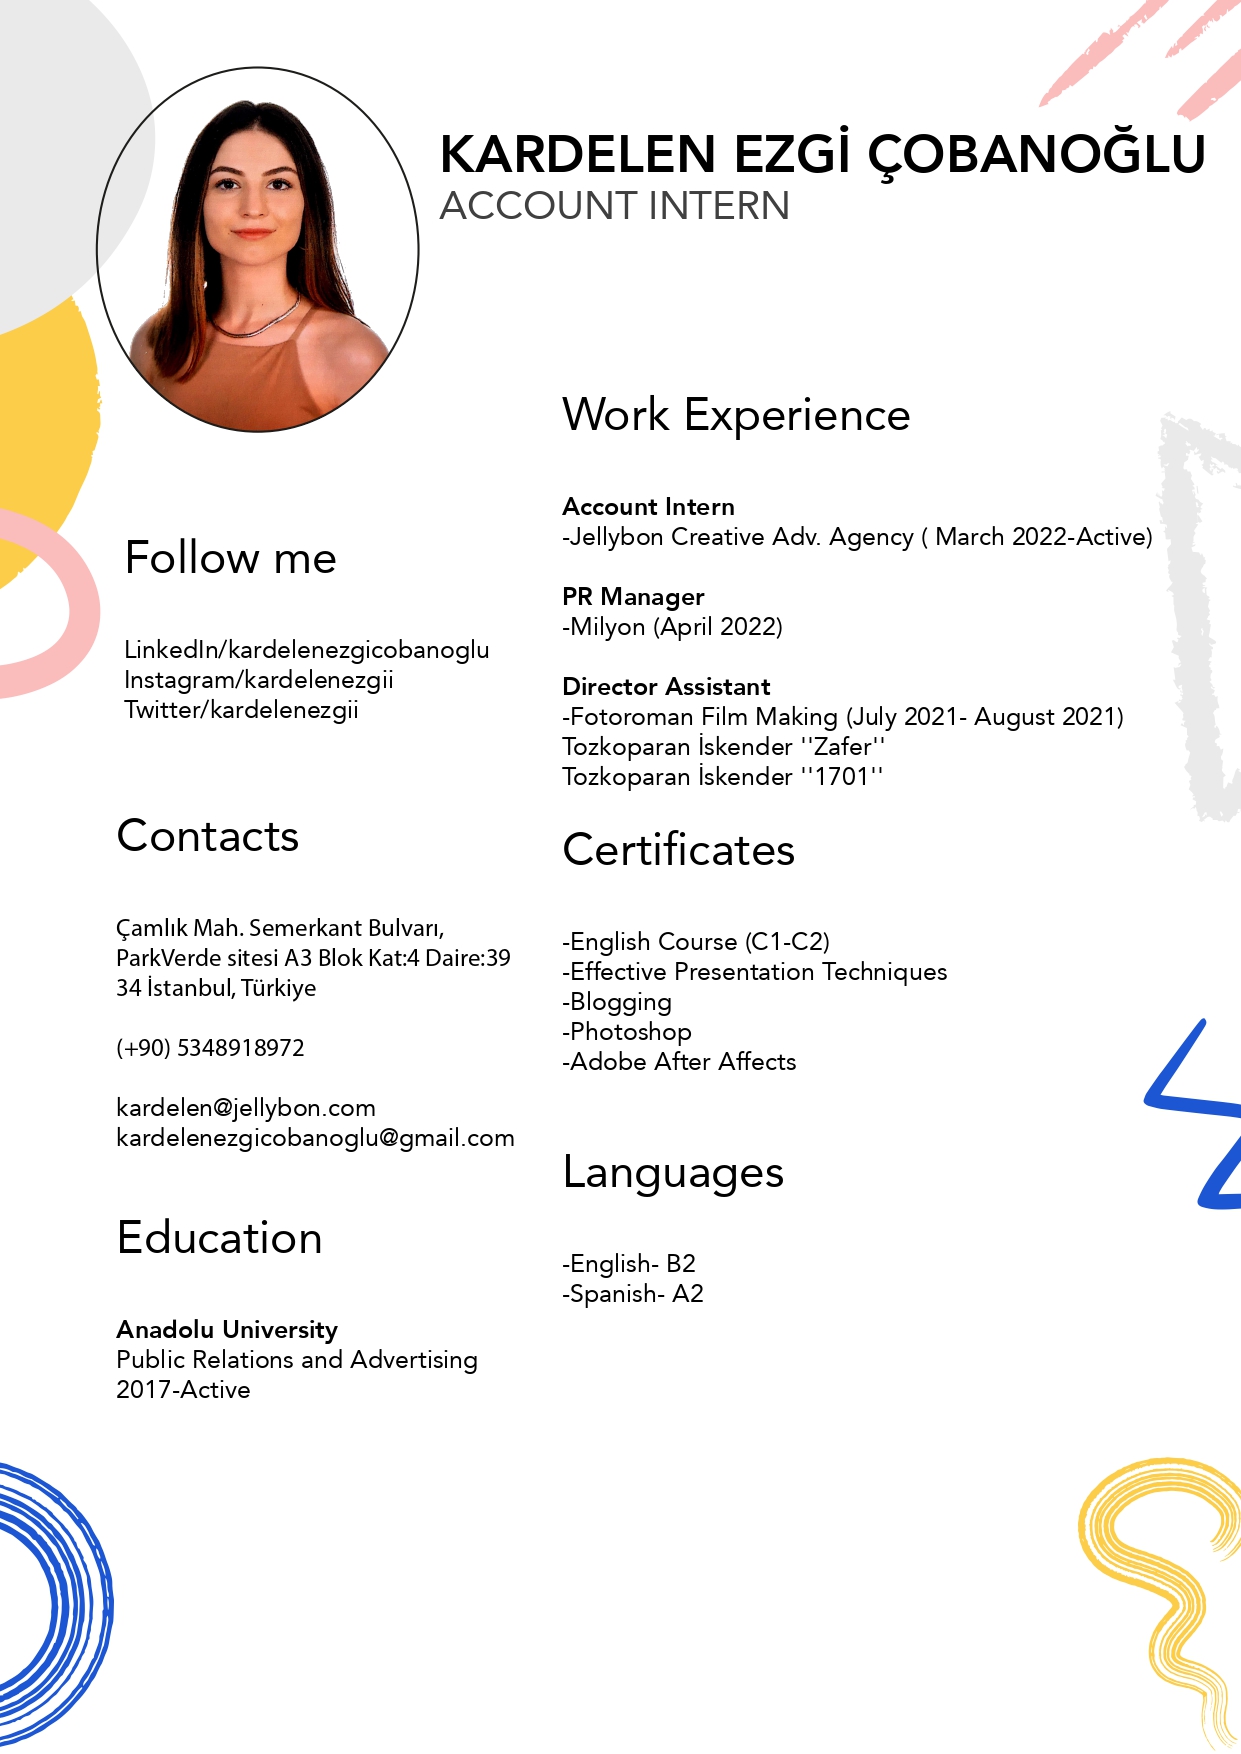 KARDELEN EZGİ ÇOBANOĞLU
ACCOUNT INTERN
Follow me
LinkedIn/kardelenezgicobanoglu
Instagram/kardelenezgii
Twitter/kardelenezgii
Contacts
Çamlık Mah. Semerkant Bulvarı,
ParkVerde sitesi A3 Blok Kat:4 Daire:39
34 İstanbul, Türkiye
(+90) 5348918972
kardelen@jellybon.com
kardelenezgicobanoglu@gmail.com
Education
Anadolu University
Public Relations and Advertising
2017-Active
Work Experience
Account Intern
-Jellybon Creative Adv. Agency ( March 2022-Active)
PR Manager
-Milyon (April 2022)
Director Assistant
-Fotoroman Film Making (July 2021- August 2021)
Tozkoparan İskender ''Zafer''
Tozkoparan İskender ''1701''
Certificates
-English Course (C1-C2)
-Effective Presentation Techniques
-Blogging
-Photoshop
-Adobe After Affects
Languages
-English- B2
-Spanish- A2